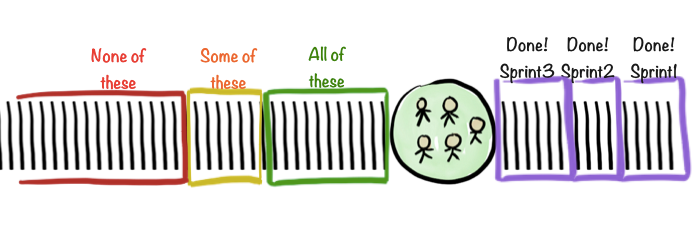 None of
these
Some of
these
All of
these
Done!
Sprint3
Done!
Sprint2
Done!
Sprint1